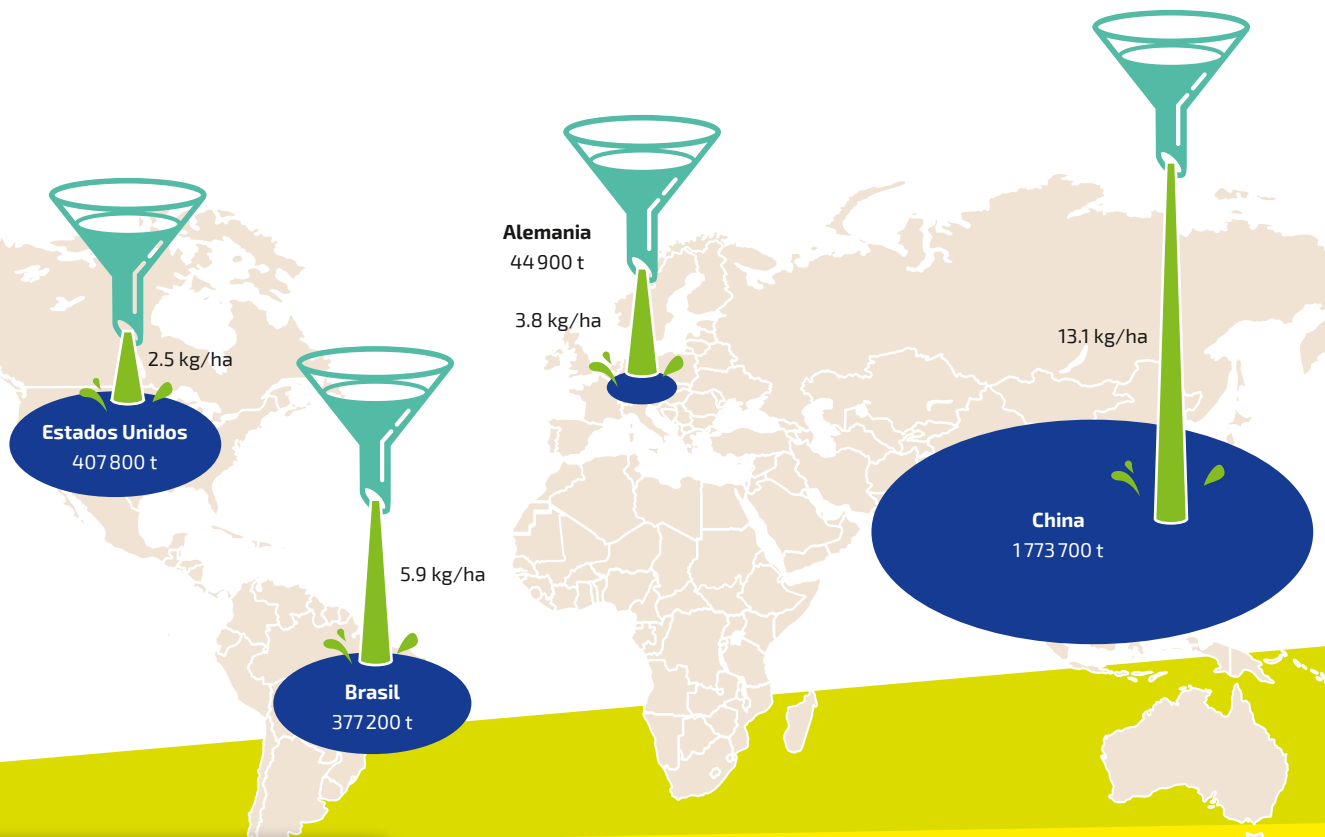 Estados Unidos
407 800 t
2.5 kg/ha
Brasil
377 200 t
5.9 kg/ha
Alemania
44 900 t
3.8 kg/ha
China
1 773 700 t
13.1 kg/ha